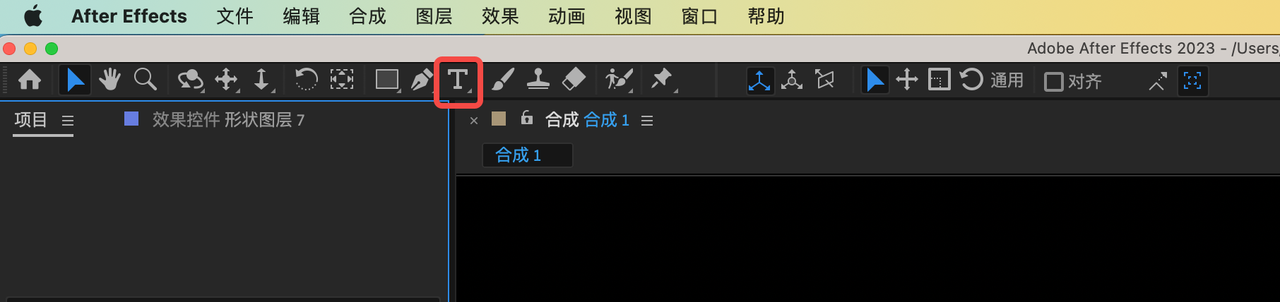 After Effects 文件 编辑 合成 图层 效果 动画 视图 窗口 帮助
Adobe After Effects 2023 - /Users
T 通用 对齐
项目 效果控件 形状图层 7 × 合成 合成 1
合成 1